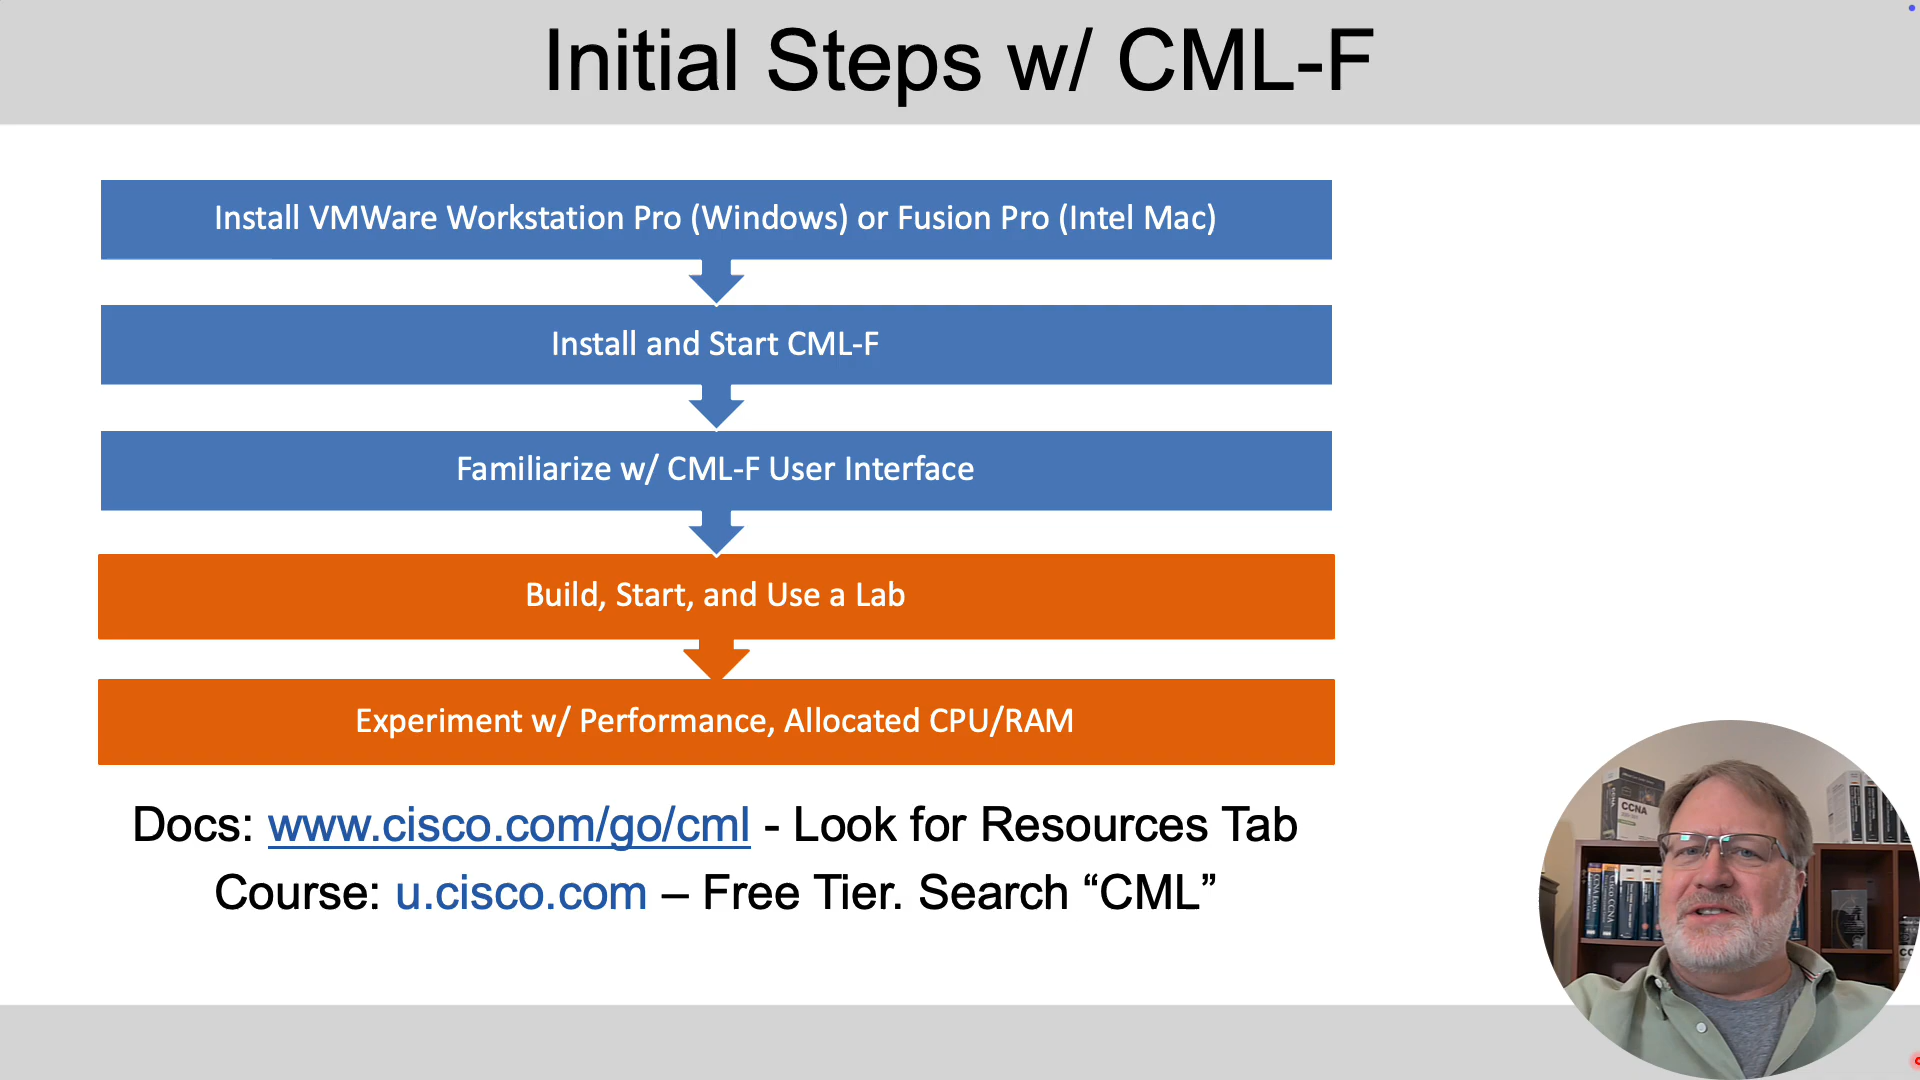 Initial Steps w/ CML-F
Install VMWare Workstation Pro (Windows) or Fusion Pro (Intel Mac)
Install and Start CML-F
Familiarize w/ CML-F User Interface
Build, Start, and Use a Lab
Experiment w/ Performance, Allocated CPU/RAM
Docs: www.cisco.com/go/cml - Look for Resources Tab
Course: u.cisco.com – Free Tier. Search “CML”
CCNA